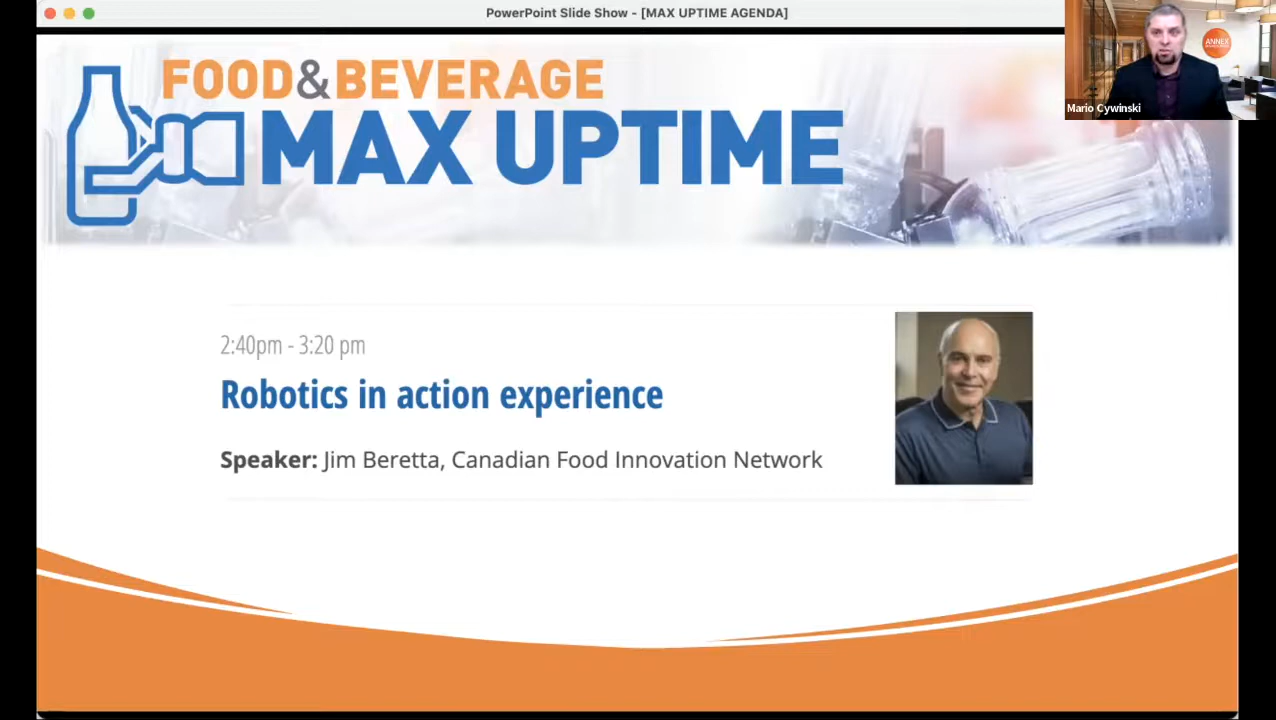 PowerPoint Slide Show - [MAX UPTIME AGENDA]
ANNEX
Mario Cywinski
FOOD&BEVERAGE
MAX UPTIME
2:40pm - 3:20 pm
Robotics in action experience
Speaker: Jim Beretta, Canadian Food Innovation Network